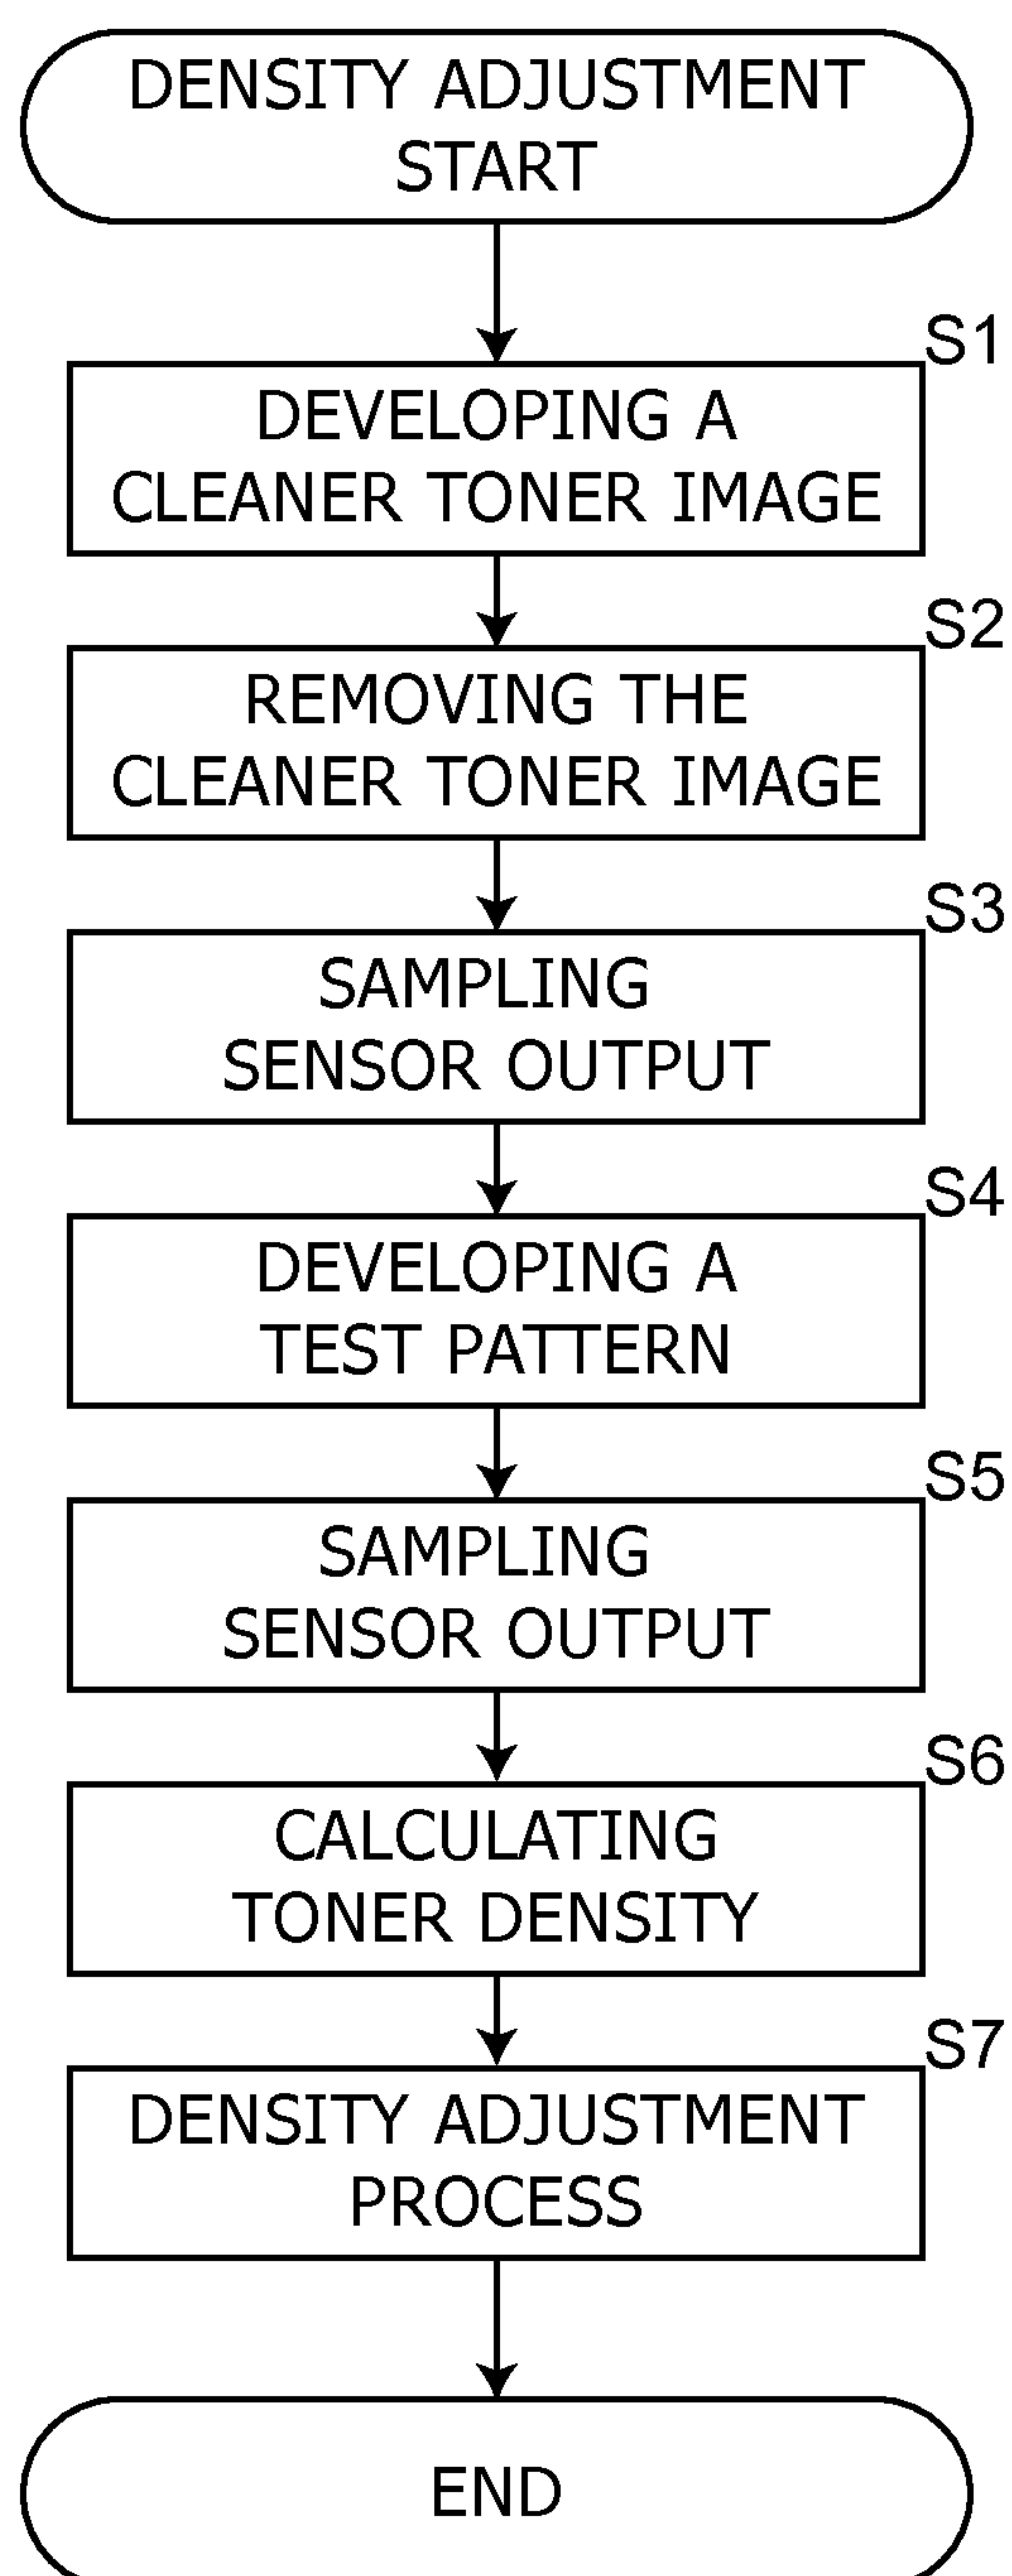 DENSITY ADJUSTMENT
START
S1
DEVELOPING A
CLEANER TONER IMAGE
S2
REMOVING THE
CLEANER TONER IMAGE
S3
SAMPLING
SENSOR OUTPUT
S4
DEVELOPING A
TEST PATTERN
S5
SAMPLING
SENSOR OUTPUT
S6
CALCULATING
TONER DENSITY
S7
DENSITY ADJUSTMENT
PROCESS
END